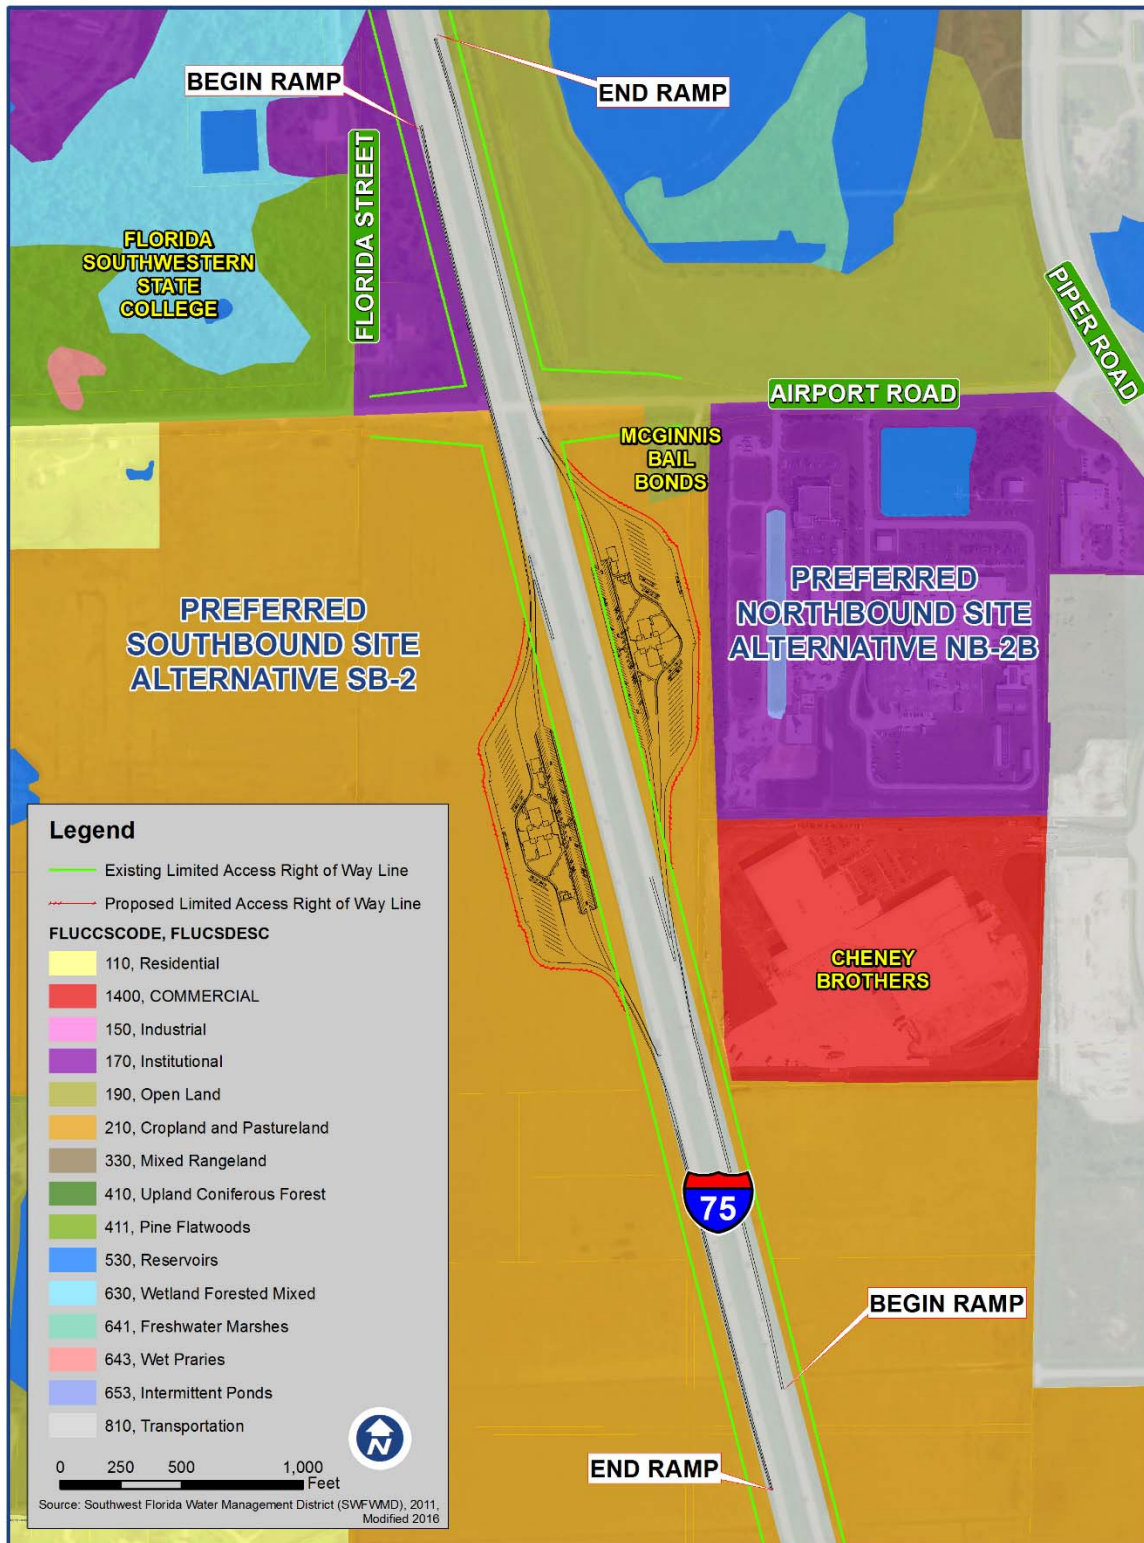 BEGIN RAMP
END RAMP
FLORIDA STREET
FLORIDA
SOUTHWESTERN
STATE
COLLEGE
PIPER ROAD
AIRPORT ROAD
MCGINNIS
BAIL
BONDS
PREFERRED
SOUTHBOUND SITE
ALTERNATIVE SB-2
PREFERRED
NORTHBOUND SITE
ALTERNATIVE NB-2B
CHENEY
BROTHERS
75
BEGIN RAMP
END RAMP
Legend
Existing Limited Access Right of Way Line
Proposed Limited Access Right of Way Line
FLUCCSCODE, FLUCSDESC
110, Residential
1400, COMMERCIAL
150, Industrial
170, Institutional
190, Open Land
210, Cropland and Pastureland
330, Mixed Rangeland
410, Upland Coniferous Forest
411, Pine Flatwoods
530, Reservoirs
630, Wetland Forested Mixed
641, Freshwater Marshes
643, Wet Praries
653, Intermittent Ponds
810, Transportation
N
0 250 500 1,000
Feet
Source: Southwest Florida Water Management District (SWFWMD), 2011,
Modified 2016